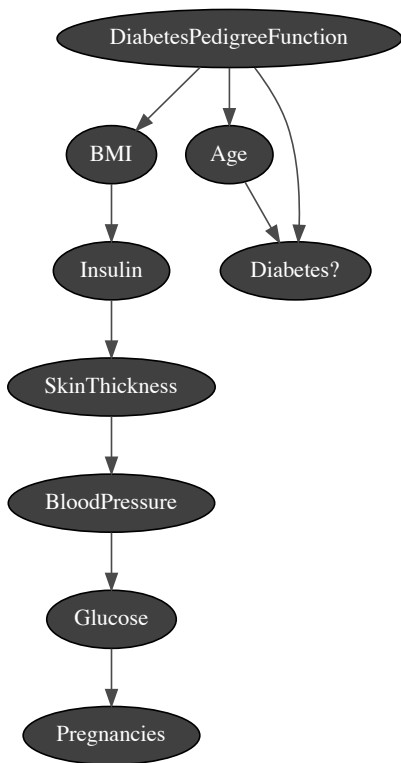 DiabetesPedigreeFunction
BMI
Age
Insulin
Diabetes?
SkinThickness
BloodPressure
Glucose
Pregnancies